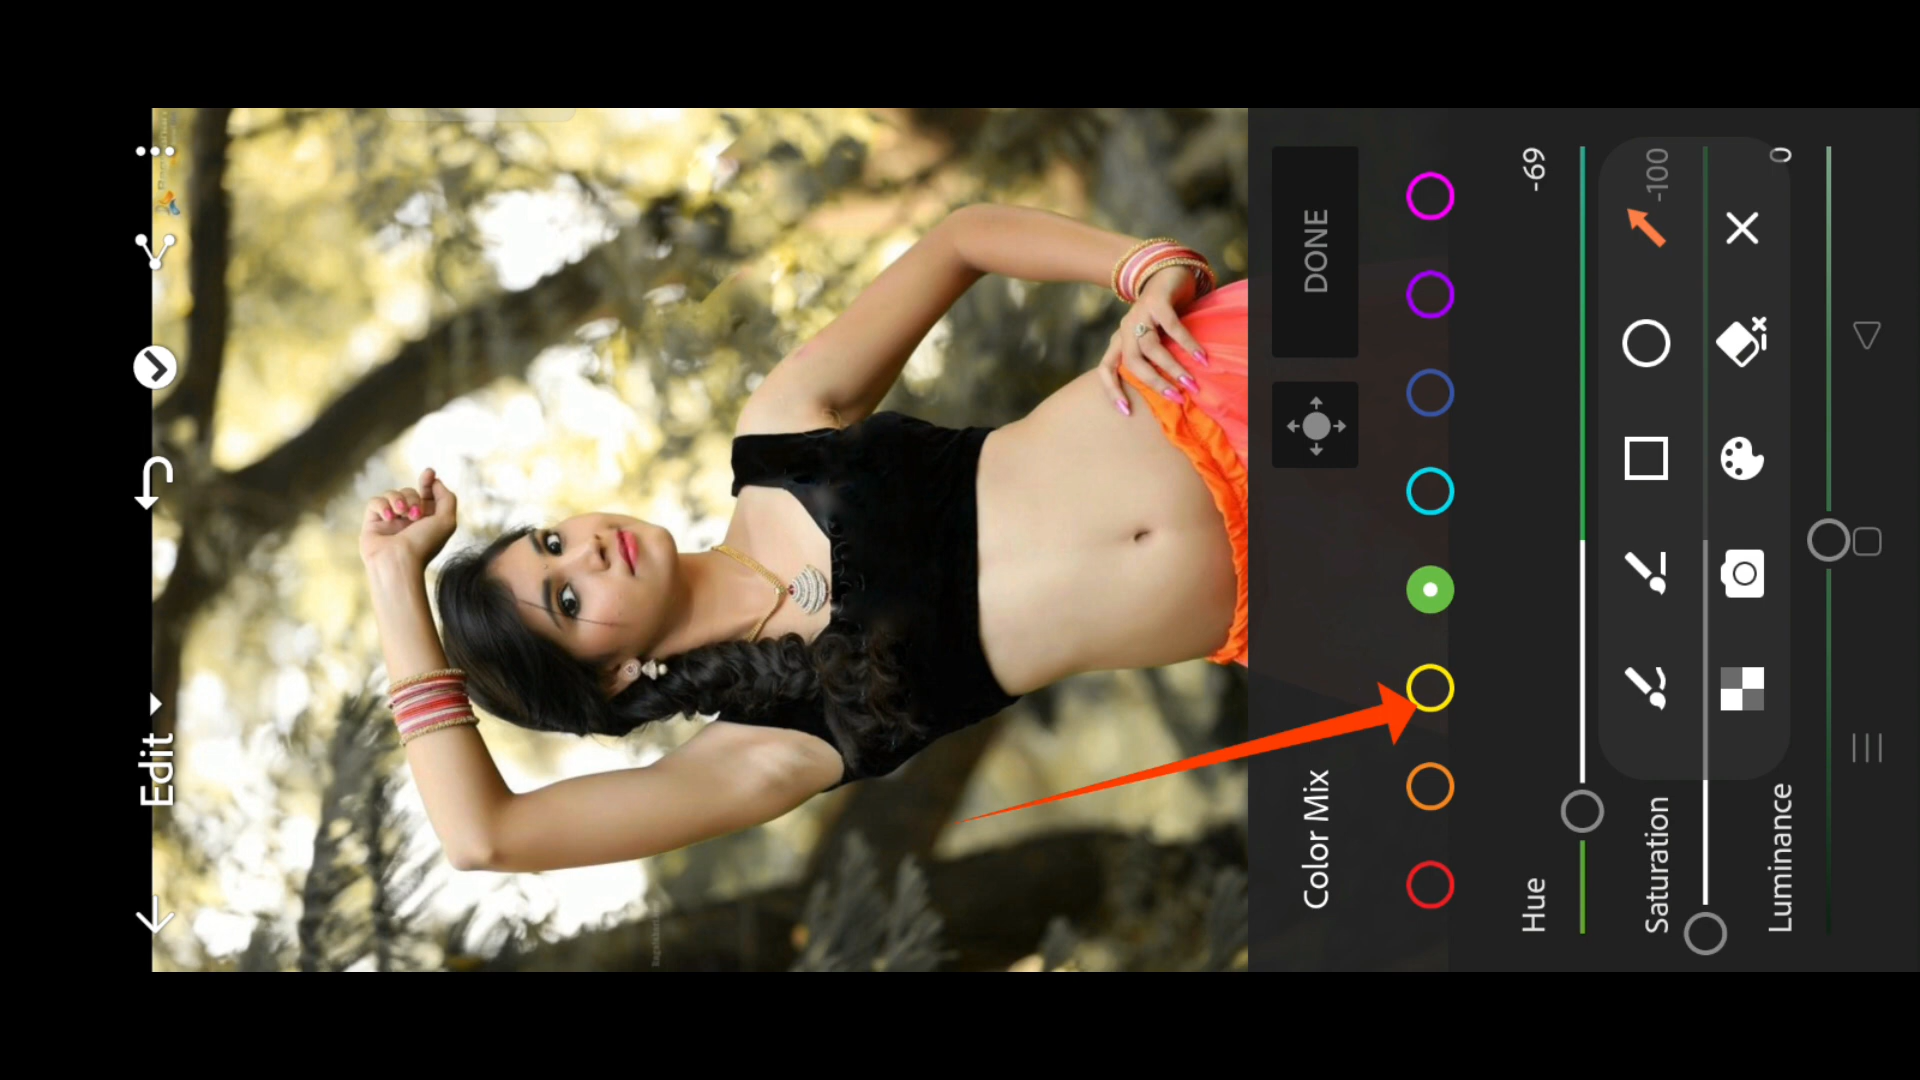 Edit
Color Mix
DONE
Hue
-69
Saturation
-100
Luminance
0